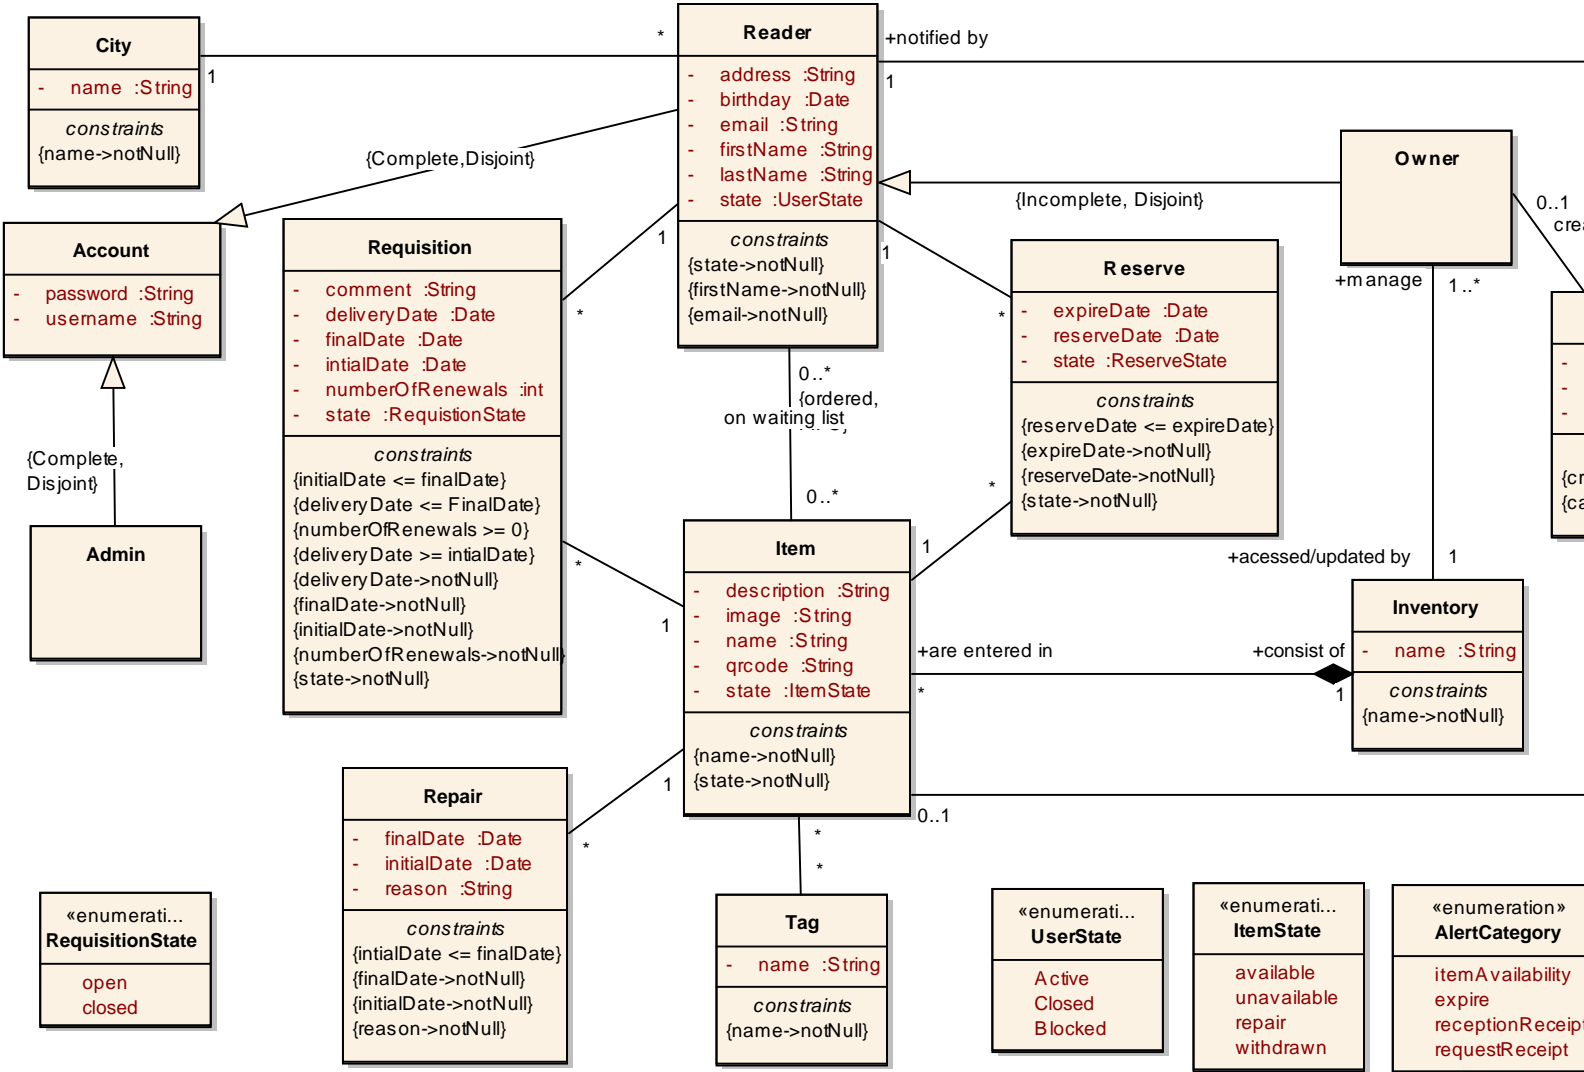 City
- name :String
constraints
{name->notNull}
1
*
Reader
- address :String
- birthday :Date
- email :String
- firstName :String
- lastName :String
- state :UserState
constraints
{state->notNull}
{firstName->notNull}
{email->notNull}
+notified by
1
{Complete,Disjoint}
Account
- password :String
- username :String
{Complete,
Disjoint}
Admin
Requisition
- comment :String
- deliveryDate :Date
- finalDate :Date
- intialDate :Date
- numberOfRenewals :int
- state :RequistionState
constraints
{initialDate <= finalDate}
{deliveryDate <= FinalDate}
{numberOfRenewals >= 0}
{deliveryDate >= intialDate}
{deliveryDate->notNull}
{finalDate->notNull}
{initialDate->notNull}
{numberOfRenewals->notNull}
{state->notNull}
1
*
*
1
Owner
{Incomplete, Disjoint}
0..1
+manage
1..*
1
*
Reserve
- expireDate :Date
- reserveDate :Date
- state :ReserveState
constraints
{reserveDate <= expireDate}
{expireDate->notNull}
{reserveDate->notNull}
{state->notNull}
*
1
0..*
{ordered,
on waiting list
0..*
Item
- description :String
- image :String
- name :String
- qrcode :String
- state :ItemState
constraints
{name->notNull}
{state->notNull}
+acessed/updated by
1
Inventory
- name :String
constraints
{name->notNull}
+are entered in
*
+consist of
1
0..1
-
-
-
Repair
- finalDate :Date
- initialDate :Date
- reason :String
constraints
{intialDate <= finalDate}
{finalDate->notNull}
{initialDate->notNull}
{reason->notNull}
1
*
*
*
Tag
- name :String
constraints
{name->notNull}
«enumerati...
RequisitionState
open
closed
«enumerati...
UserState
Active
Closed
Blocked
«enumerati...
ItemState
available
unavailable
repair
withdrawn
«enumeration»
AlertCategory
itemAvailability
expire
receptionReceipt
requestReceipt